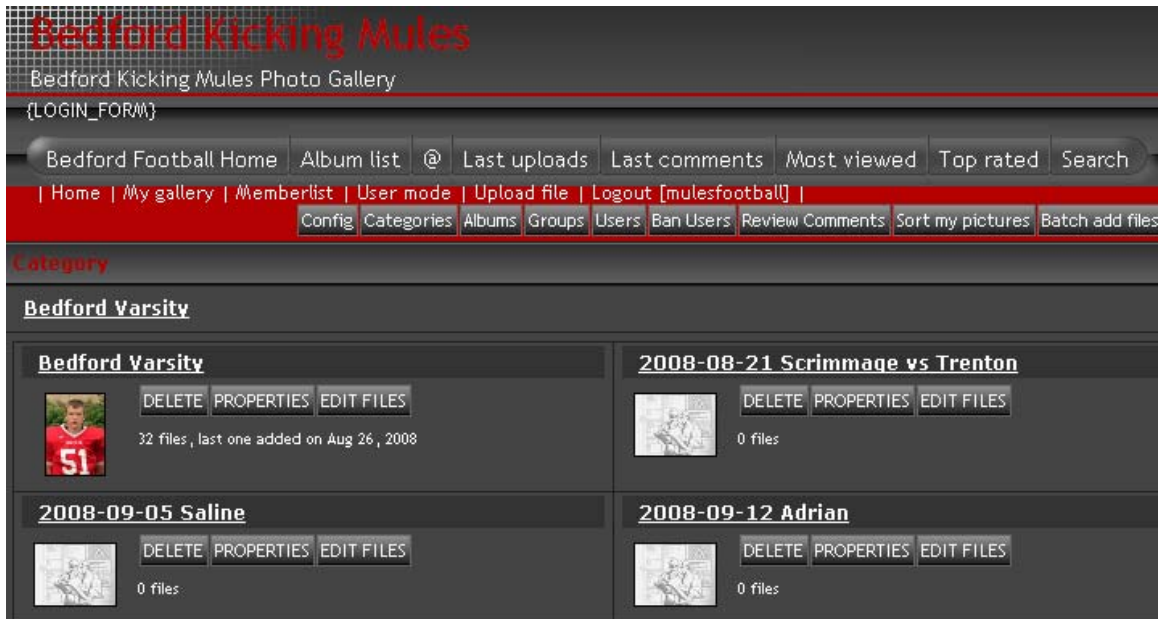 Bedford Kicking Mules
Bedford Kicking Mules Photo Gallery
{LOGIN_FORM}
Bedford Football Home Album list @ Last uploads Last comments Most viewed Top rated Search
| Home | My gallery | Memberlist | User mode | Upload file | Logout [mulesfootball] |
Config Categories Albums Groups Users Ban Users Review Comments Sort my pictures Batch add files
Category
Bedford Varsity
Bedford Varsity
DELETE PROPERTIES EDIT FILES
51
32 files, last one added on Aug 26, 2008
2008-08-21 Scrimmage vs Trenton
DELETE PROPERTIES EDIT FILES
0 files
2008-09-05 Saline
DELETE PROPERTIES EDIT FILES
0 files
2008-09-12 Adrian
DELETE PROPERTIES EDIT FILES
0 files